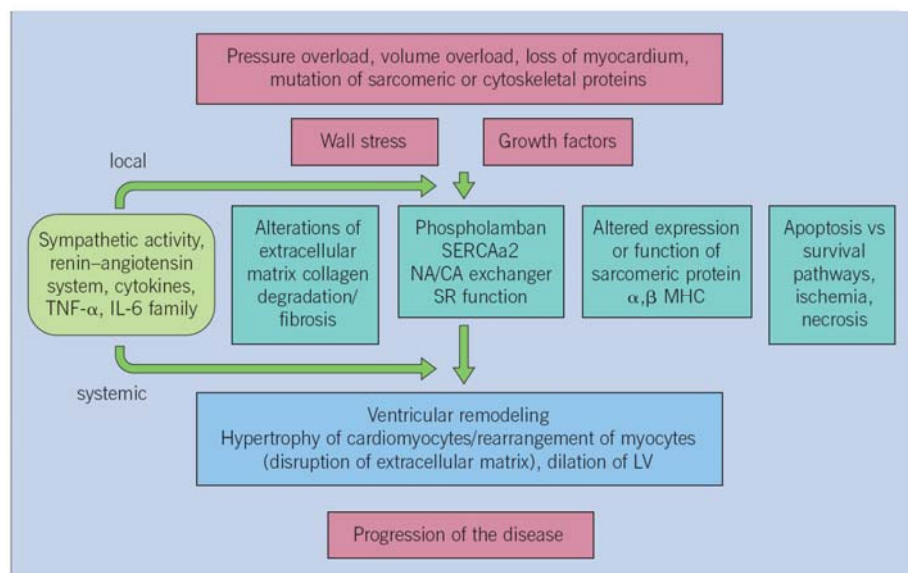 Pressure overload, volume overload, loss of myocardium,
mutation of sarcomeric or cytoskeletal proteins
Wall stress
Growth factors
local
Sympathetic activity,
renin–angiotensin
system, cytokines,
TNF-α, IL-6 family
Alterations of
extracellular
matrix collagen
degradation/
fibrosis
Phospholamban
SERCAa2
NA/CA exchanger
SR function
Altered expression
or function of
sarcomeric protein
α,β MHC
Apoptosis vs
survival
pathways,
ischemia,
necrosis
systemic
Ventricular remodeling
Hypertrophy of cardiomyocytes/rearrangement of myocytes
(disruption of extracellular matrix), dilation of LV
Progression of the disease